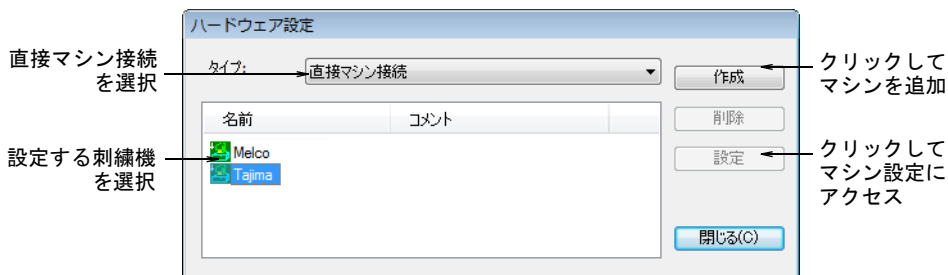 ハードウェア設定
直接マシン接続
を選択
タイプ:
直接マシン接続
作成
クリックして
マシンを追加
名前
コメント
削除
設定する刺繍機
を選択
Melco
Tajima
設定
クリックして
マシン設定に
アクセス
閉じる(C)